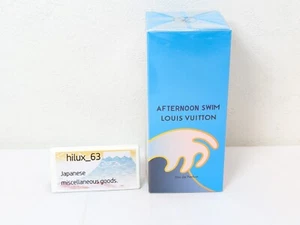 AFTERNOON SWIM
LOUIS VUITTON
hilux_63
Japanese
miscellaneous goods.